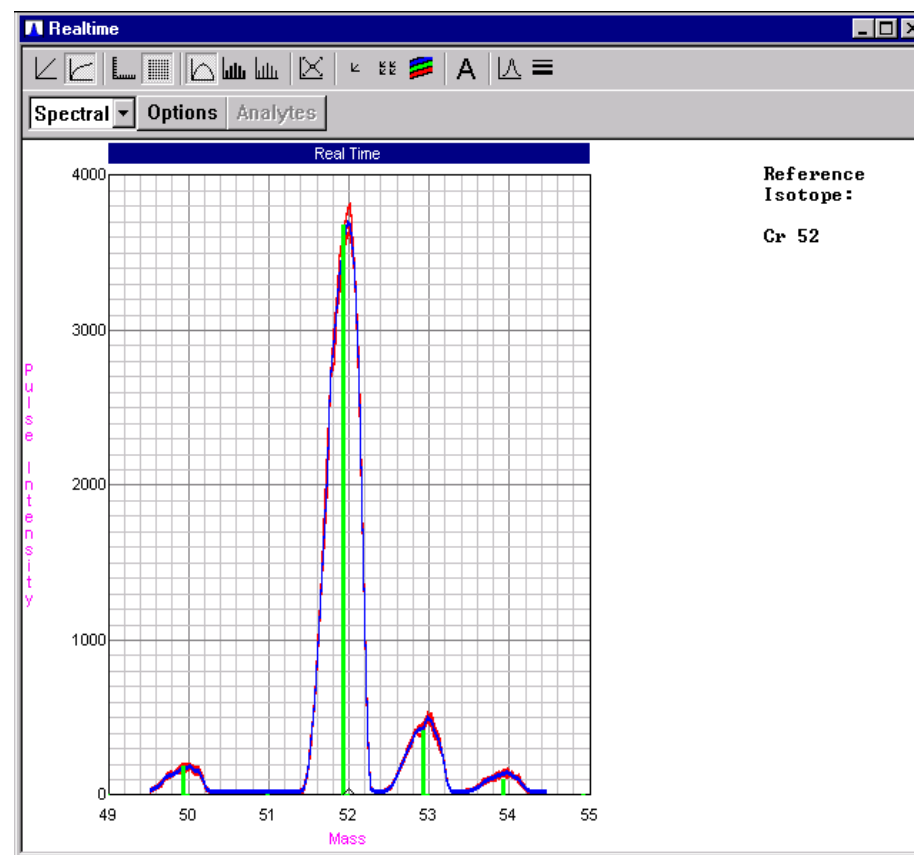 Realtime
A
Spectral Options Analytes
Real Time
4000
3000
2000
1000
0
49 50 51 52 53 54 55
Mass
Pulse Intensity
Reference
Isotope:
Cr 52